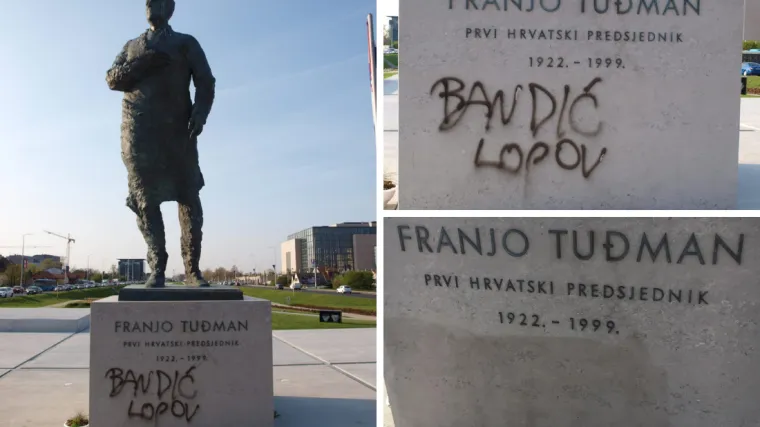 FRANJO TUĐMAN
PRVI HRVATSKI PREDSJEDNIK
1922. – 1999.
BANDIĆ
LOPOV
FRANJO TUĐMAN
PRVI HRVATSKI PREDSJEDNIK
1922. – 1999.
BANDIĆ
LOPOV
FRANJO TUĐMAN
PRVI HRVATSKI PREDSJEDNIK
1922. – 1999.